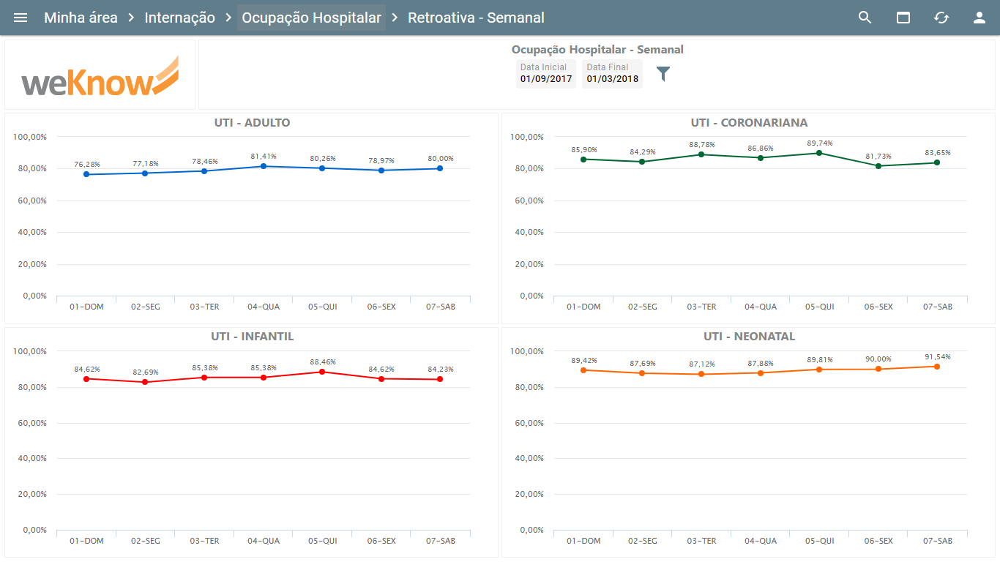 Minha área > Internação > Ocupação Hospitalar > Retroativa - Semanal
weKnow
Ocupação Hospitalar - Semanal
Data Inicial
01/09/2017
Data Final
01/03/2018
UTI - ADULTO
100,00%
80,00%
60,00%
40,00%
20,00%
0,00%
76,28% 77,18% 78,46% 81,41% 80,26% 78,97% 80,00%
01-DOM 02-SEG 03-TER 04-QUA 05-QUI 06-SEX 07-SAB
UTI - CORONARIANA
100,00%
80,00%
60,00%
40,00%
20,00%
0,00%
85,90% 84,29% 88,78% 86,86% 89,74% 81,73% 83,65%
01-DOM 02-SEG 03-TER 04-QUA 05-QUI 06-SEX 07-SAB
UTI - INFANTIL
100,00%
80,00%
60,00%
40,00%
20,00%
0,00%
84,62% 82,69% 85,38% 85,38% 88,46% 84,62% 84,23%
01-DOM 02-SEG 03-TER 04-QUA 05-QUI 06-SEX 07-SAB
UTI - NEONATAL
100,00%
80,00%
60,00%
40,00%
20,00%
0,00%
89,42% 87,69% 87,12% 87,88% 89,81% 90,00% 91,54%
01-DOM 02-SEG 03-TER 04-QUA 05-QUI 06-SEX 07-SAB